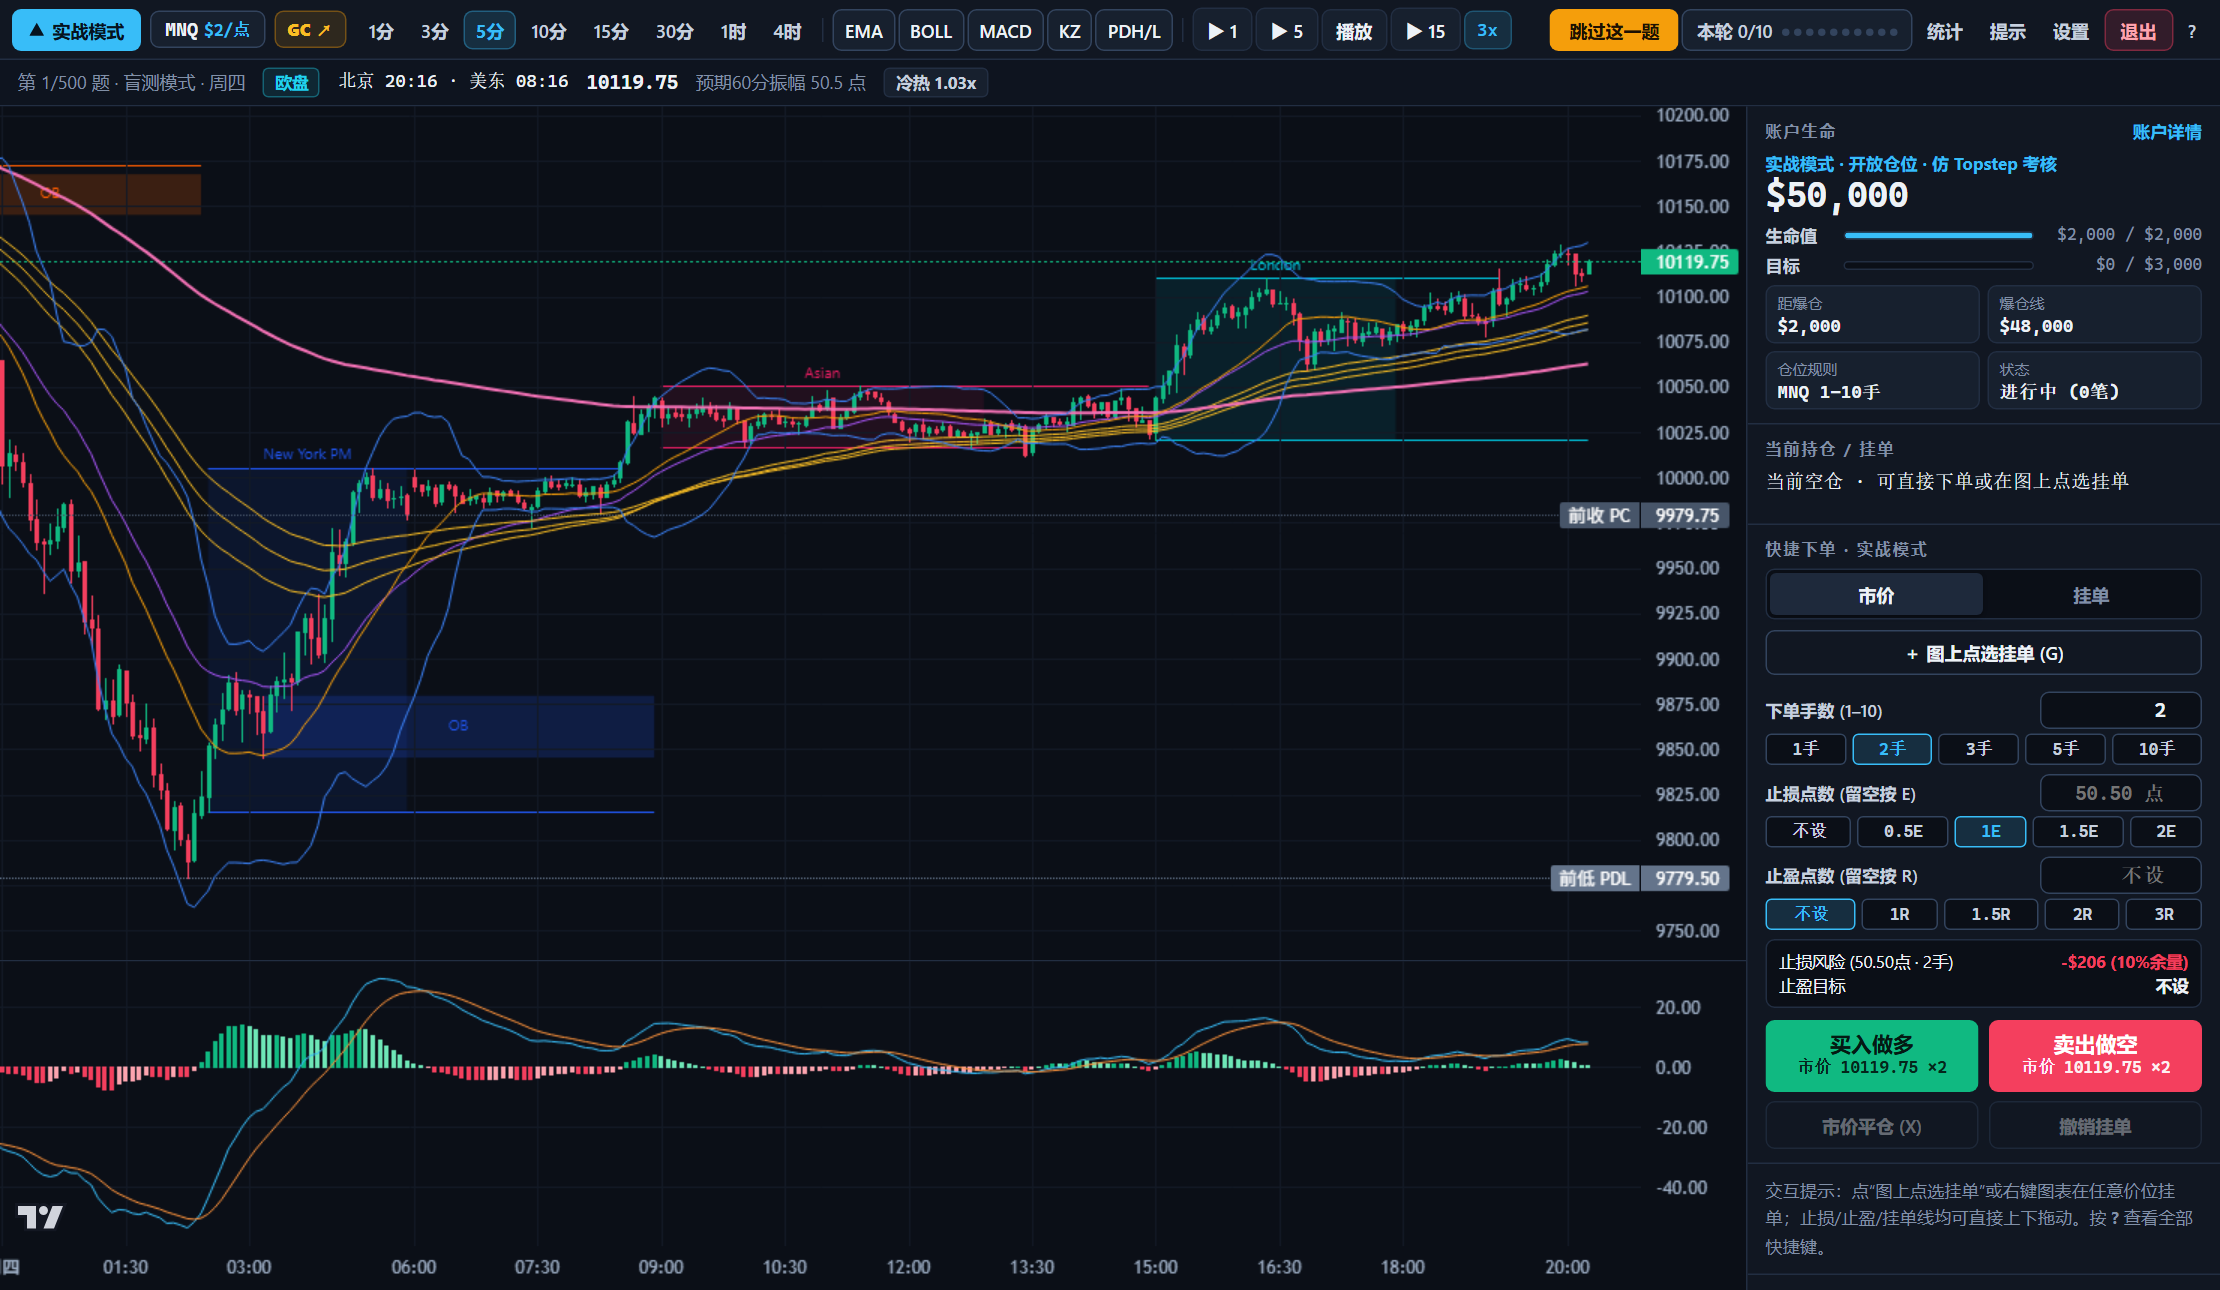 ▲ 实战模式 MNQ $2/点 GC ↗ 1分 3分 5分 10分 15分 30分 1时 4时 EMA BOLL MACD KZ PDH/L ▶ 1 ▶ 5 播放 ▶ 15 3x 跳过这一题 本轮 0/10 统计 提示 设置 退出 ?
第 1/500 题 · 盲测模式 · 周四 欧盘 北京 20:16 · 美东 08:16 10119.75 预期60分振幅 50.5 点 冷热 1.03x
OB
New York PM
Asian
London
OB
10200.00
10175.00
10150.00
10119.75
10100.00
10075.00
10050.00
10025.00
10000.00
前收 PC 9979.75
9950.00
9925.00
9900.00
9875.00
9850.00
9825.00
9800.00
前低 PDL 9779.50
9750.00
20.00
0.00
-20.00
-40.00
四 01:30 03:00 06:00 07:30 09:00 10:30 12:00 13:30 15:00 16:30 18:00 20:00
账户生命 账户详情
实战模式 · 开放仓位 · 仿 Topstep 考核
$50,000
生命值 $2,000 / $2,000
目标 $0 / $3,000
距爆仓 爆仓线
$2,000 $48,000
仓位规则 状态
MNQ 1–10手 进行中 (0笔)
当前持仓 / 挂单
当前空仓 · 可直接下单或在图上点选挂单
快捷下单 · 实战模式
市价 挂单
+ 图上点选挂单 (G)
下单手数 (1–10) 2
1手 2手 3手 5手 10手
止损点数 (留空按 E) 50.50 点
不设 0.5E 1E 1.5E 2E
止盈点数 (留空按 R) 不设
不设 1R 1.5R 2R 3R
止损风险 (50.50点 · 2手) -$206 (10%余量)
止盈目标 不设
买入做多 卖出做空
市价 10119.75 ×2 市价 10119.75 ×2
市价平仓 (X) 撤销挂单
交互提示：点“图上点选挂单”或右键图表在任意价位挂
单；止损/止盈/挂单线均可直接上下拖动。按 ? 查看全部
快捷键。